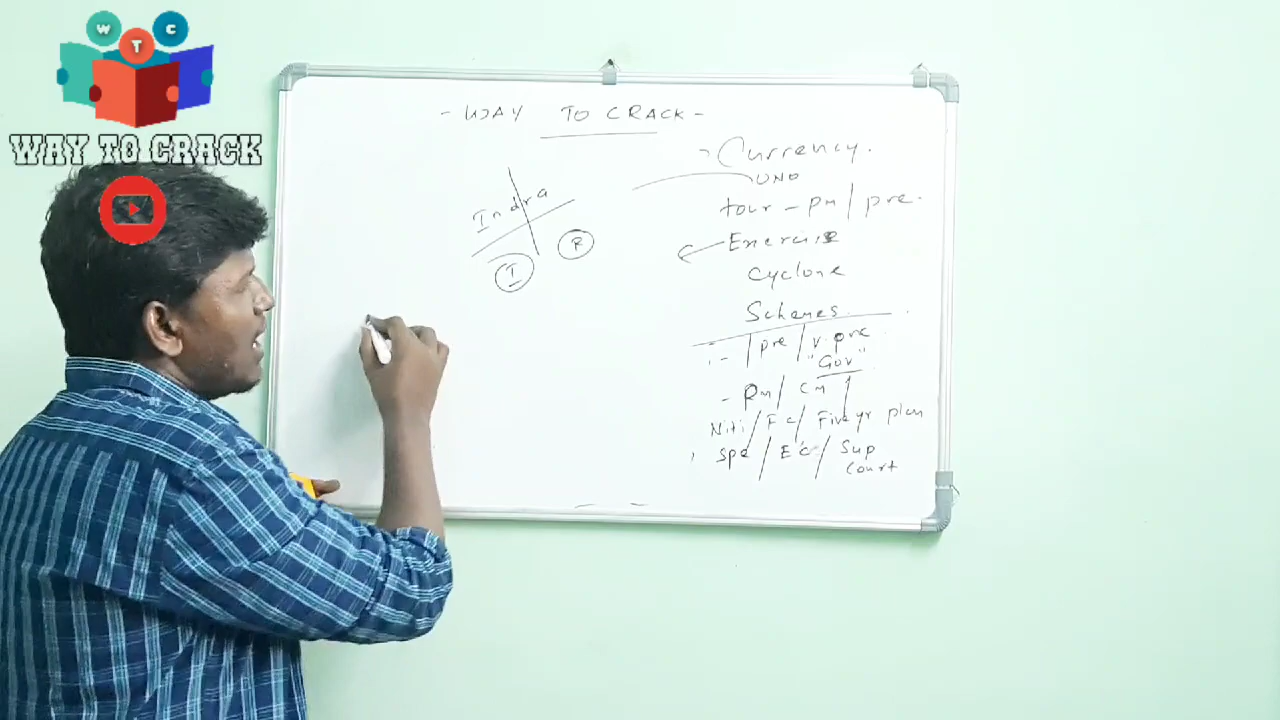 W T C
WAY TO CRACK
- WAY TO CRACK -
Currency.
UNO
tour - pm / pre.
Indra
I
R
Exercise
cyclone
Schemes.
:- / pre / v. pre
"Gov"
- pm / cm /
Niti / Fc / Five yr plan
Spe / Ec / Sup
court